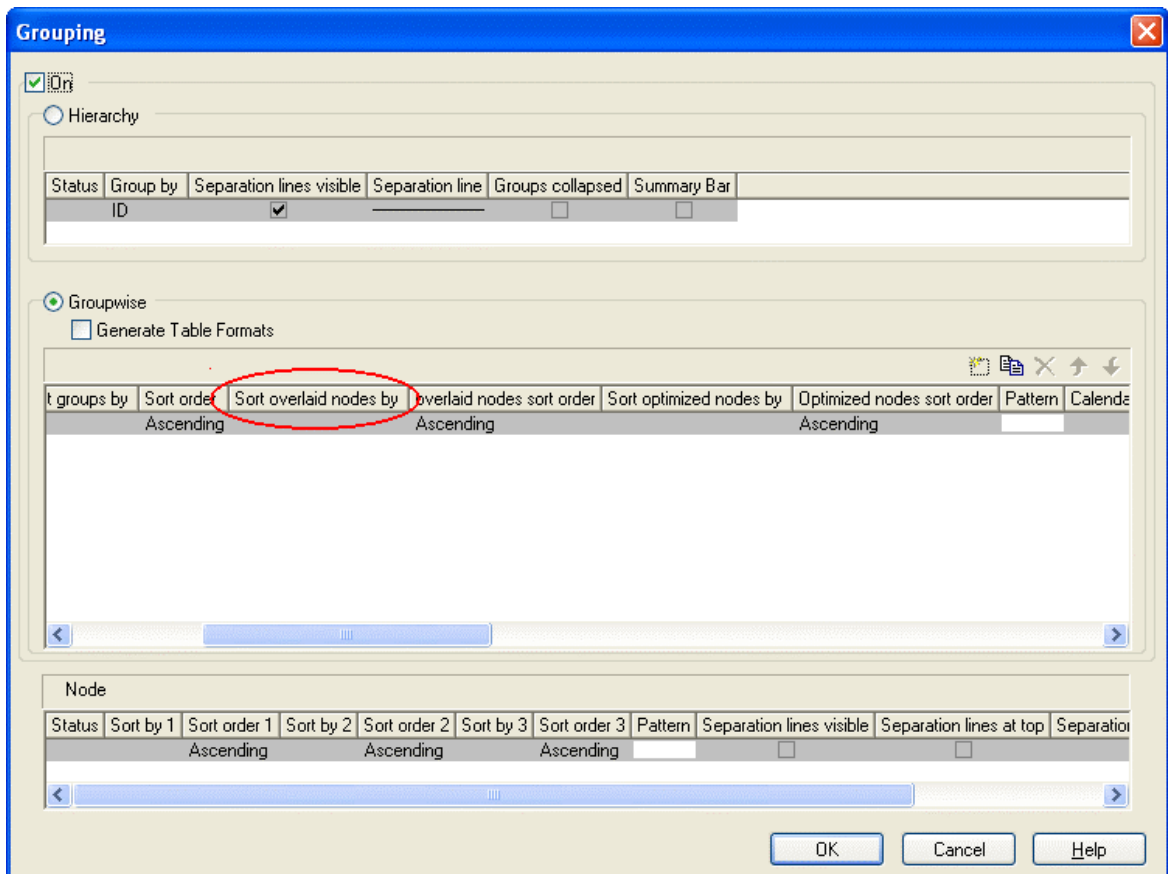 Grouping
On
Hierarchy
Status Group by Separation lines visible Separation line Groups collapsed Summary Bar
ID
Groupwise
Generate Table Formats
t groups by Sort order Sort overlaid nodes by overlaid nodes sort order Sort optimized nodes by Optimized nodes sort order Pattern Calenda
Ascending Ascending Ascending
Node
Status Sort by 1 Sort order 1 Sort by 2 Sort order 2 Sort by 3 Sort order 3 Pattern Separation lines visible Separation lines at top Separation
Ascending Ascending Ascending
OK Cancel Help